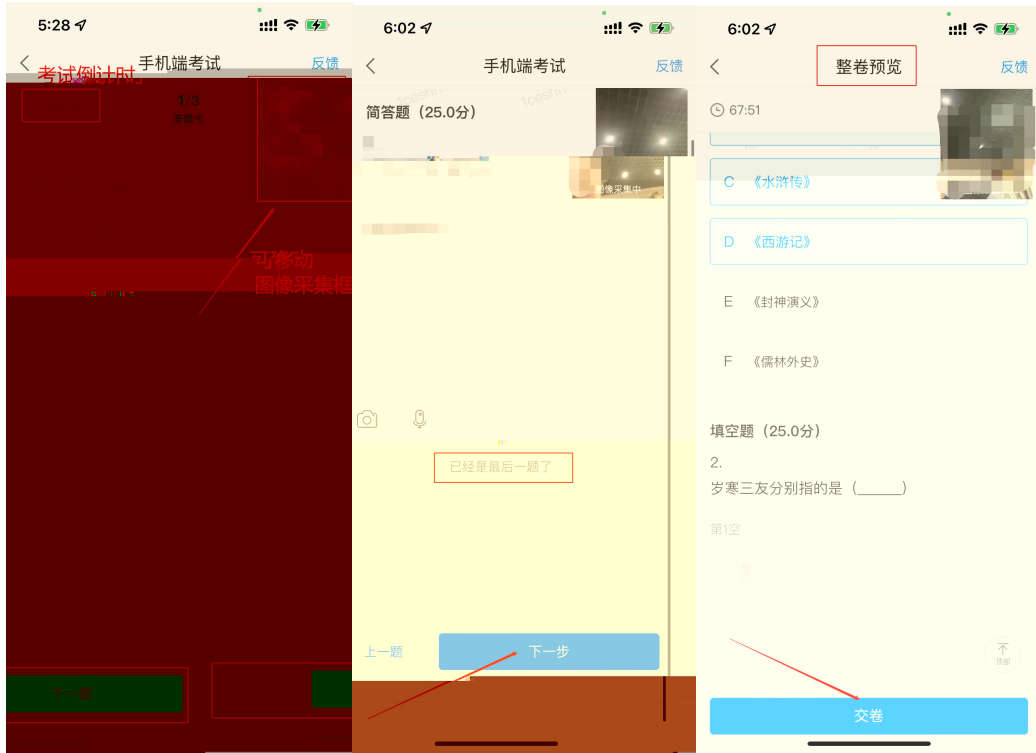 5:28
手机端考试
反馈
考试倒计时
1/3
可移动
图像采集框
下一题
6:02
手机端考试
反馈
简答题（25.0分）
图像采集中
已经是最后一题了
上一题
下一步
6:02
整卷预览
反馈
67:51
C 《水浒传》
D 《西游记》
E 《封神演义》
F 《儒林外史》
填空题（25.0分）
2.
岁寒三友分别指的是（______）
第1空
顶部
交卷